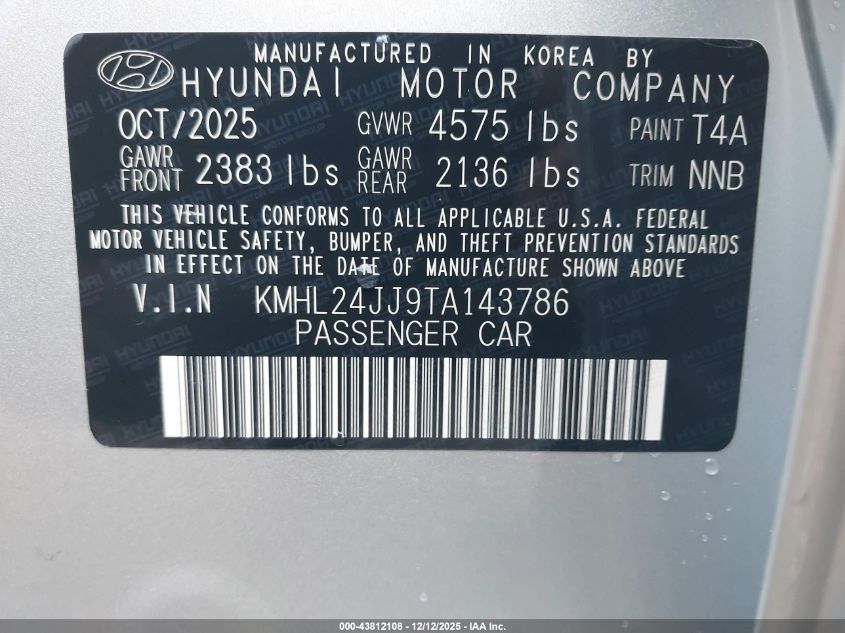 MANUFACTURED IN KOREA BY
HYUNDAI MOTOR COMPANY
OCT/2025 GVWR 4575 lbs PAINT T4A
GAWR FRONT 2383 lbs GAWR REAR 2136 lbs TRIM NNB
THIS VEHICLE CONFORMS TO ALL APPLICABLE U.S.A. FEDERAL
MOTOR VEHICLE SAFETY, BUMPER, AND THEFT PREVENTION STANDARDS
IN EFFECT ON THE DATE OF MANUFACTURE SHOWN ABOVE
V.I.N KMHL24JJ9TA143786
PASSENGER CAR
000-43812108 - 12/12/2025 - IAA Inc.